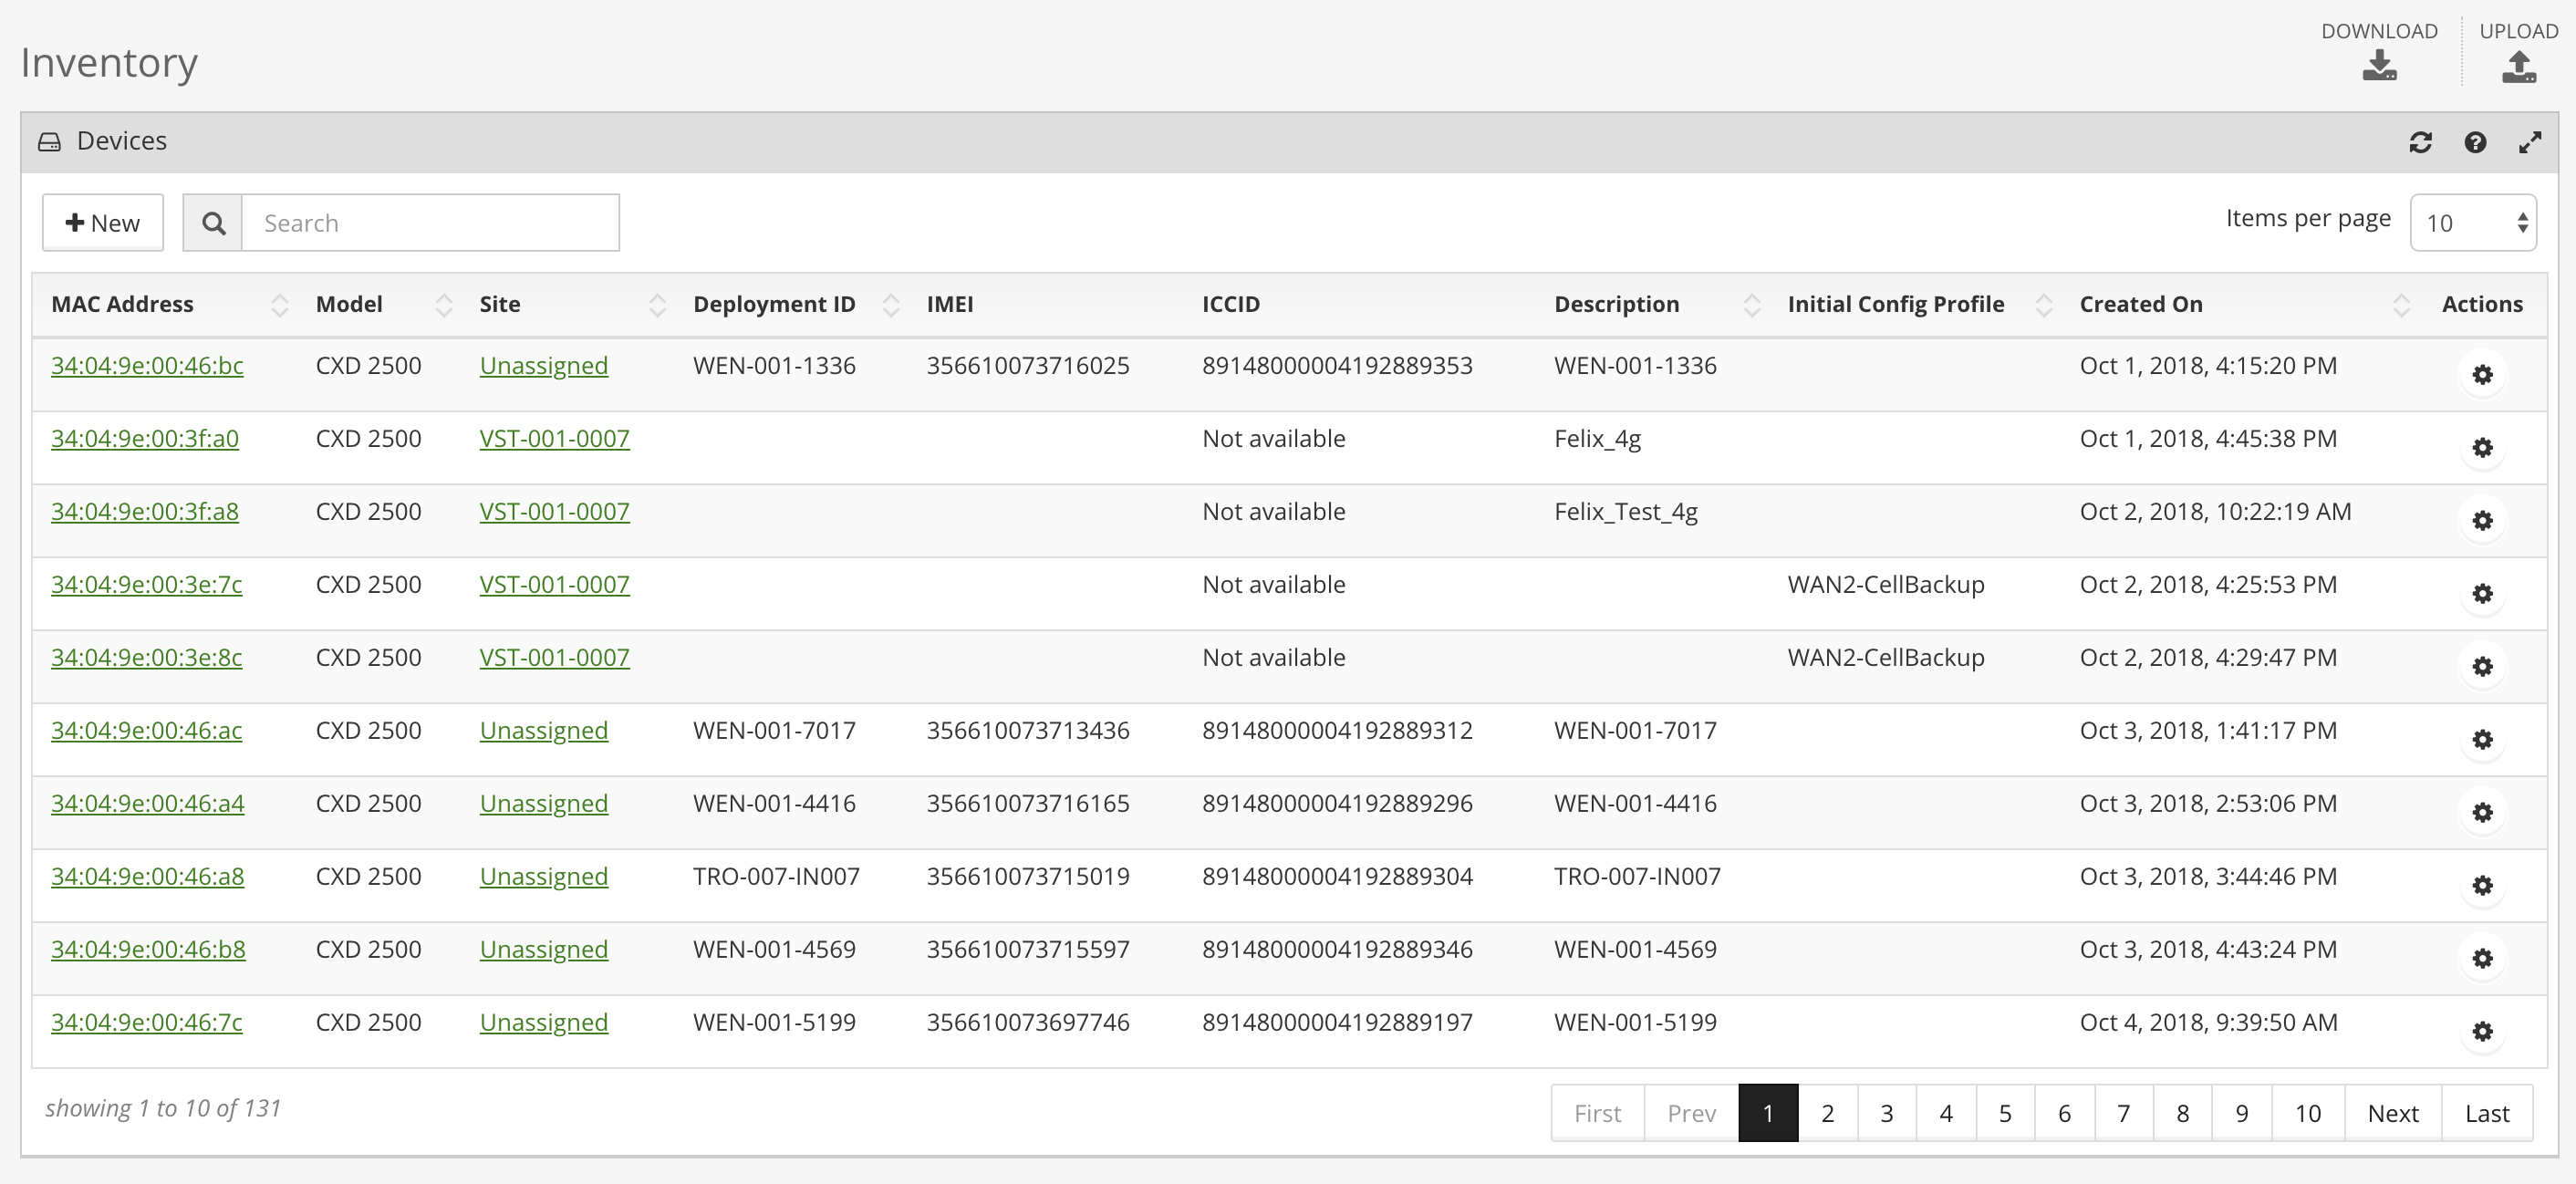 DOWNLOAD UPLOAD
Inventory
Devices
New Search Items per page 10
MAC Address Model Site Deployment ID IMEI ICCID Description Initial Config Profile Created On Actions
34:04:9e:00:46:bc CXD 2500 Unassigned WEN-001-1336 356610073716025 89148000004192889353 WEN-001-1336 Oct 1, 2018, 4:15:20 PM
34:04:9e:00:3f:a0 CXD 2500 VST-001-0007 Not available Felix_4g Oct 1, 2018, 4:45:38 PM
34:04:9e:00:3f:a8 CXD 2500 VST-001-0007 Not available Felix_Test_4g Oct 2, 2018, 10:22:19 AM
34:04:9e:00:3e:7c CXD 2500 VST-001-0007 Not available WAN2-CellBackup Oct 2, 2018, 4:25:53 PM
34:04:9e:00:3e:8c CXD 2500 VST-001-0007 Not available WAN2-CellBackup Oct 2, 2018, 4:29:47 PM
34:04:9e:00:46:ac CXD 2500 Unassigned WEN-001-7017 356610073713436 89148000004192889312 WEN-001-7017 Oct 3, 2018, 1:41:17 PM
34:04:9e:00:46:a4 CXD 2500 Unassigned WEN-001-4416 356610073716165 89148000004192889296 WEN-001-4416 Oct 3, 2018, 2:53:06 PM
34:04:9e:00:46:a8 CXD 2500 Unassigned TRO-007-IN007 356610073715019 89148000004192889304 TRO-007-IN007 Oct 3, 2018, 3:44:46 PM
34:04:9e:00:46:b8 CXD 2500 Unassigned WEN-001-4569 356610073715597 89148000004192889346 WEN-001-4569 Oct 3, 2018, 4:43:24 PM
34:04:9e:00:46:7c CXD 2500 Unassigned WEN-001-5199 356610073697746 89148000004192889197 WEN-001-5199 Oct 4, 2018, 9:39:50 AM
showing 1 to 10 of 131 First Prev 1 2 3 4 5 6 7 8 9 10 Next Last